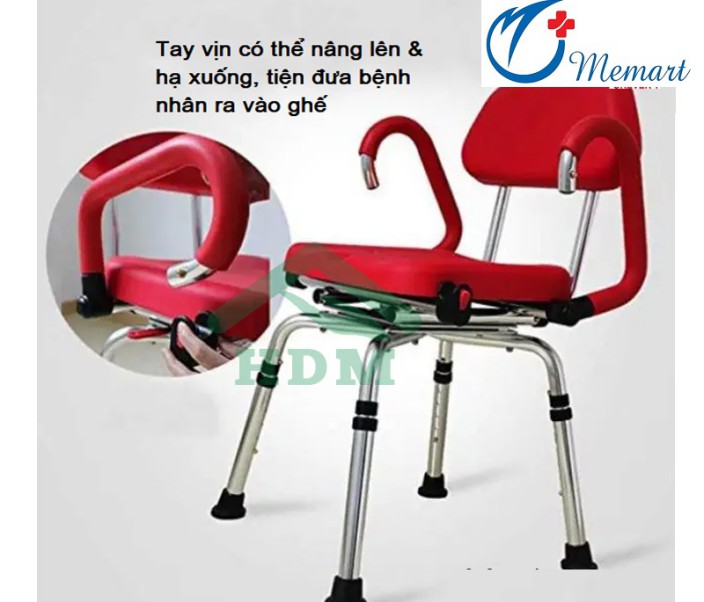 Tay vịn có thể nâng lên &
hạ xuống, tiện đưa bệnh
nhân ra vào ghế
memart
HDM